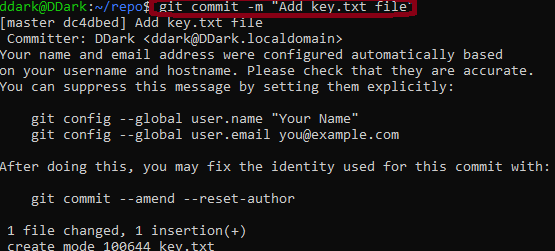 ddark@DDark:~/repo$ git commit -m "Add key.txt file"
[master dc4dbed] Add key.txt file
Committer: DDark <ddark@DDark.localdomain>
Your name and email address were configured automatically based
on your username and hostname. Please check that they are accurate.
You can suppress this message by setting them explicitly:
git config --global user.name "Your Name"
git config --global user.email you@example.com
After doing this, you may fix the identity used for this commit with:
git commit --amend --reset-author
1 file changed, 1 insertion(+)
create mode 100644 key.txt